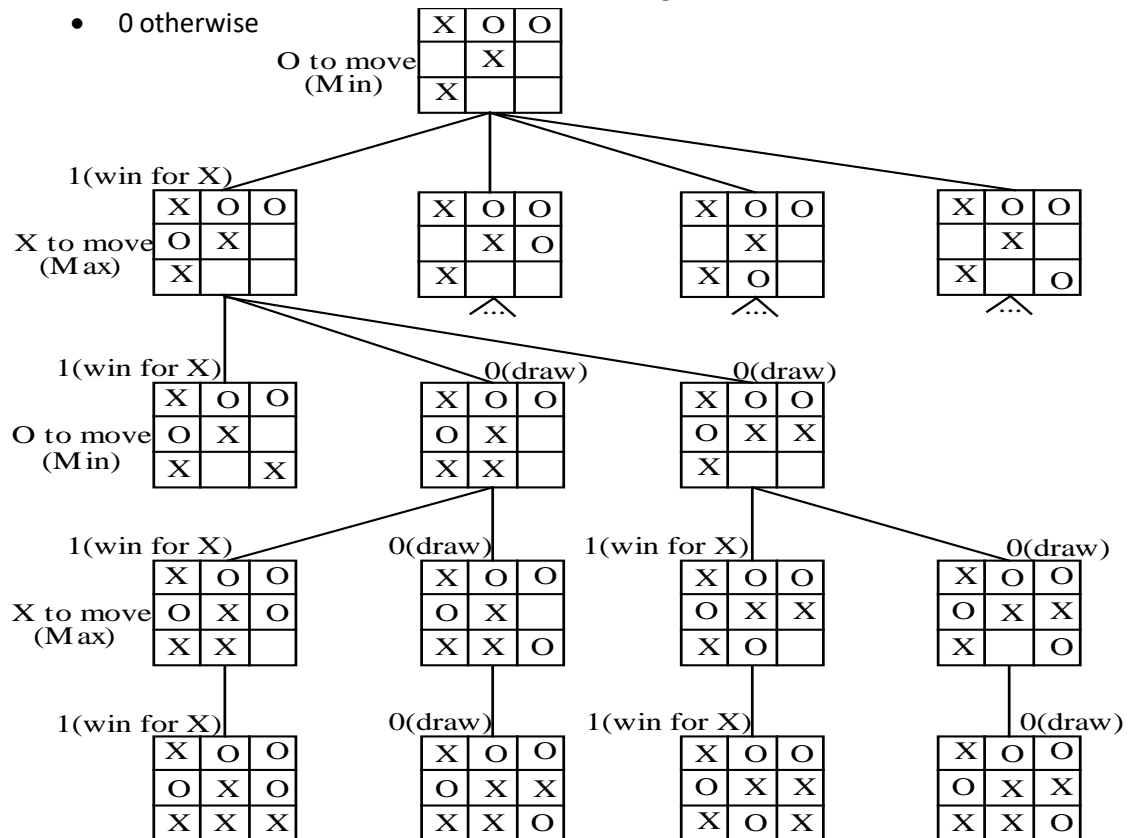 • 0 otherwise
X O O
O to move X
(Min) X
1(win for X)
X O O X O O X O O X O O
X to move O X X O X X
(Max) X X X O X O
... ... ...
1(win for X) 0(draw) 0(draw)
X O O X O O X O O
O to move O X O X O X X
(Min) X X X X X
1(win for X) 0(draw) 1(win for X) 0(draw)
X O O X O O X O O X O O
X to move O X O O X O X X O X X
(Max) X X X X O X O X O
1(win for X) 0(draw) 1(win for X) 0(draw)
X O O X O O X O O X O O
O X O O X X O X X O X X
X X X X X O X O X X X O